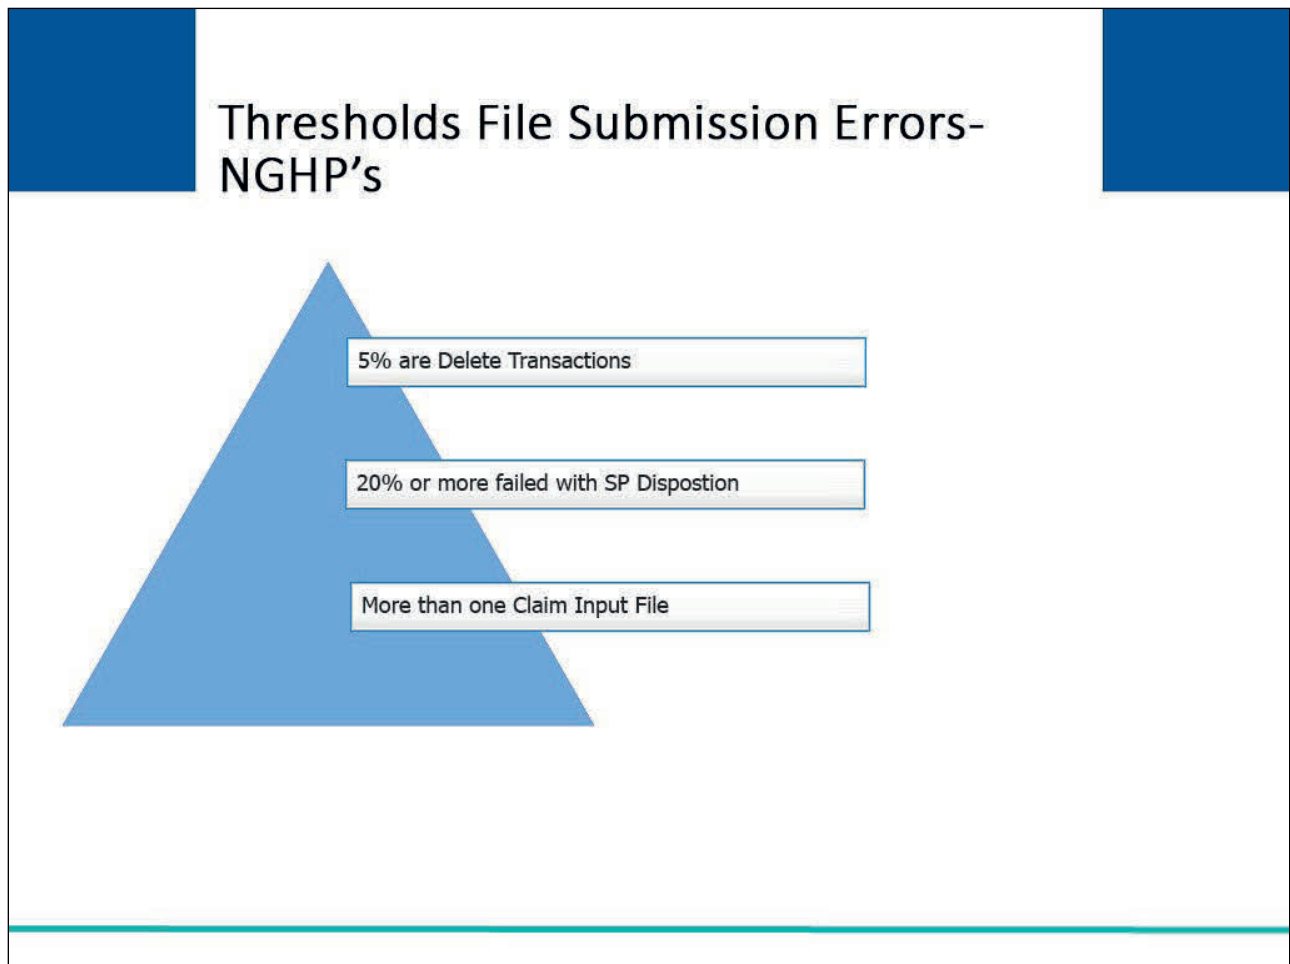 Thresholds File Submission Errors-
NGHP’s
5% are Delete Transactions
20% or more failed with SP Dispostion
More than one Claim Input File